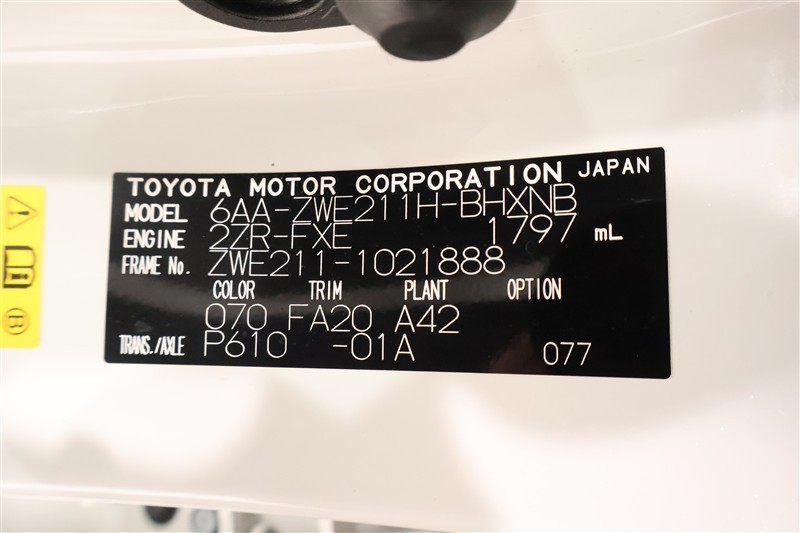 TOYOTA MOTOR CORPORATION JAPAN
MODEL 6AA-ZWE211H-BHXNB
ENGINE 2ZR-FXE 1797 mL
FRAME No. ZWE211-1021888
COLOR TRIM PLANT OPTION
070 FA20 A42
TRANS./AXLE P610 -01A 077
B